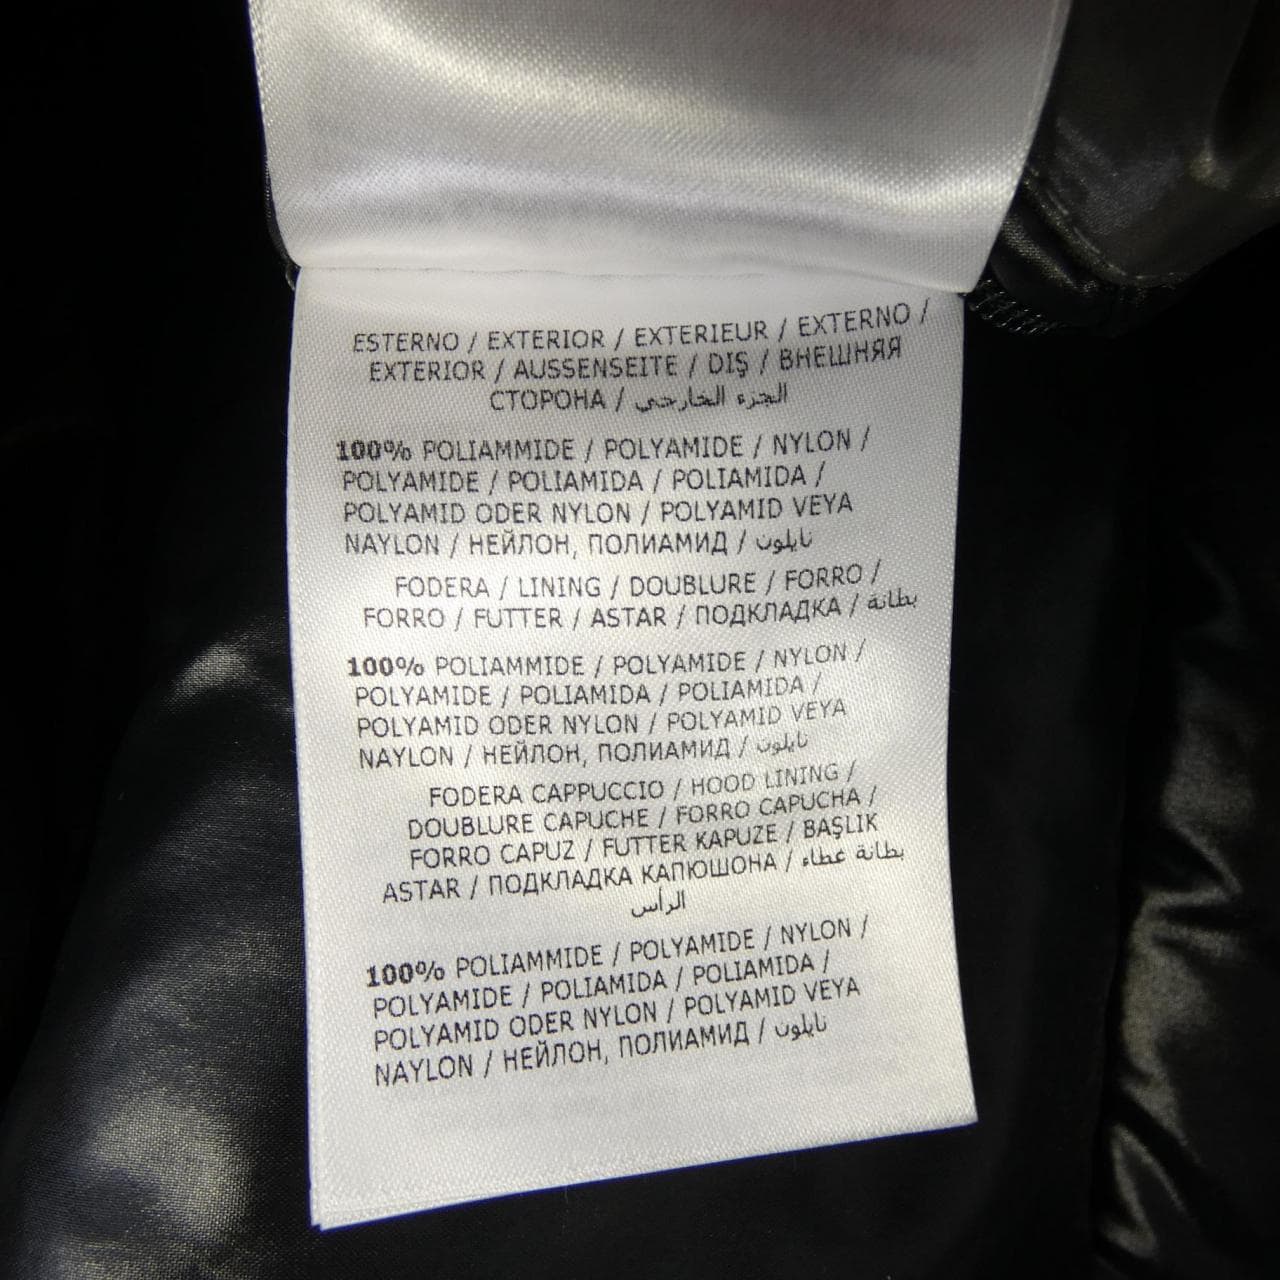 ESTERNO / EXTERIOR / EXTERIEUR / EXTERNO /
EXTERIOR / AUSSENSEITE / DIŞ / ВНЕШНЯЯ
СТОРОНА / الجزء الخارجي
100% POLIAMMIDE / POLYAMIDE / NYLON /
POLYAMIDE / POLIAMIDA / POLIAMIDA /
POLYAMID ODER NYLON / POLYAMID VEYA
NAYLON / НЕЙЛОН, ПОЛИАМИД / نايلون
FODERA / LINING / DOUBLURE / FORRO /
FORRO / FUTTER / ASTAR / ПОДКЛАДКА / بطانة
100% POLIAMMIDE / POLYAMIDE / NYLON /
POLYAMIDE / POLIAMIDA / POLIAMIDA /
POLYAMID ODER NYLON / POLYAMID VEYA
NAYLON / НЕЙЛОН, ПОЛИАМИД / نايلون
FODERA CAPPUCCIO / HOOD LINING /
DOUBLURE CAPUCHE / FORRO CAPUCHA /
FORRO CAPUZ / FUTTER KAPUZE / BAŞLIK
ASTAR / ПОДКЛАДКА КАПЮШОНА / بطانة غطاء
الرأس
100% POLIAMMIDE / POLYAMIDE / NYLON /
POLYAMIDE / POLIAMIDA / POLIAMIDA /
POLYAMID ODER NYLON / POLYAMID VEYA
NAYLON / НЕЙЛОН, ПОЛИАМИД / نايلون